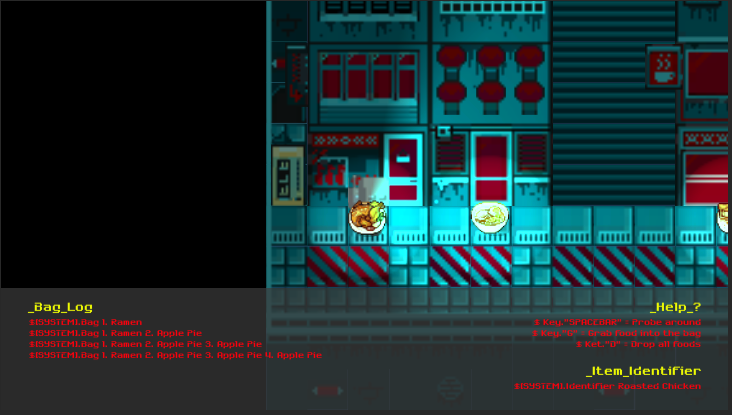 _Bag_Log
$[SYSTEM].Bag 1. Ramen
$[SYSTEM].Bag 1. Ramen 2. Apple Pie
$[SYSTEM].Bag 1. Ramen 2. Apple Pie 3. Apple Pie
$[SYSTEM].Bag 1. Ramen 2. Apple Pie 3. Apple Pie 4. Apple Pie
_Help_?
$ Key."SPACEBAR" : Probe around
$ Key."G" : Grab food into the bag
$ Ket."D" : Drop all foods
_Item_Identifier
$[SYSTEM].Identifier Roasted Chicken